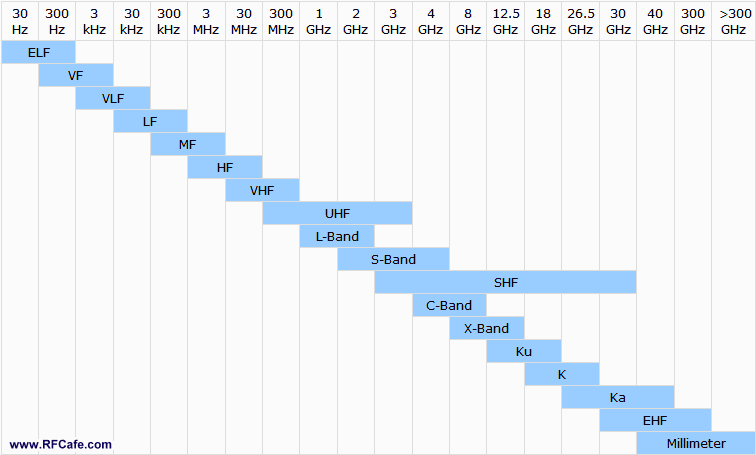 30 300 3 30 300 3 30 300 1 2 3 4 8 12.5 18 26.5 30 40 300 >300
Hz Hz kHz kHz kHz MHz MHz MHz GHz GHz GHz GHz GHz GHz GHz GHz GHz GHz GHz GHz
ELF
VF
VLF
LF
MF
HF
VHF
UHF
L-Band
S-Band
SHF
C-Band
X-Band
Ku
K
Ka
EHF
www.RFCafe.com Millimeter